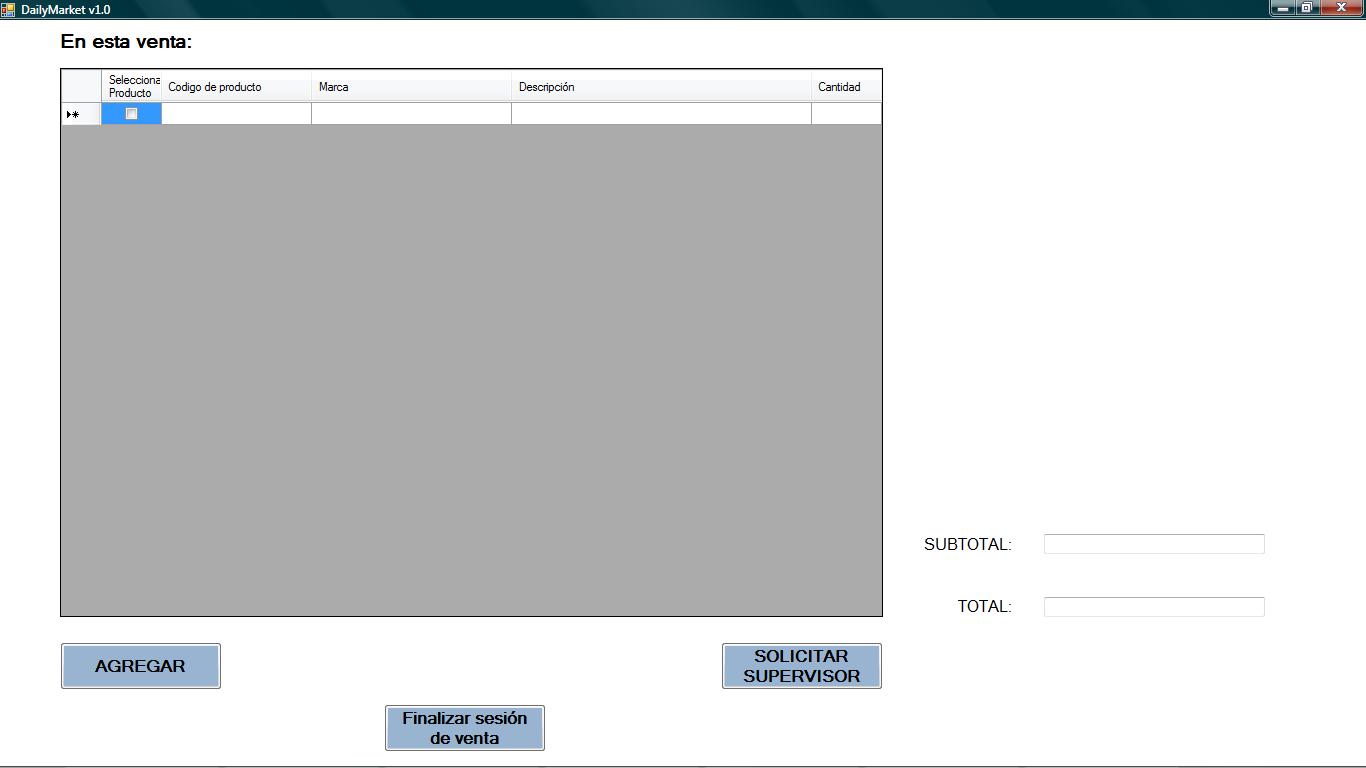 DailyMarket v1.0
En esta venta:
Selecciona
Producto
Codigo de producto
Marca
Descripción
Cantidad
SUBTOTAL:
TOTAL:
AGREGAR
SOLICITAR
SUPERVISOR
Finalizar sesión
de venta